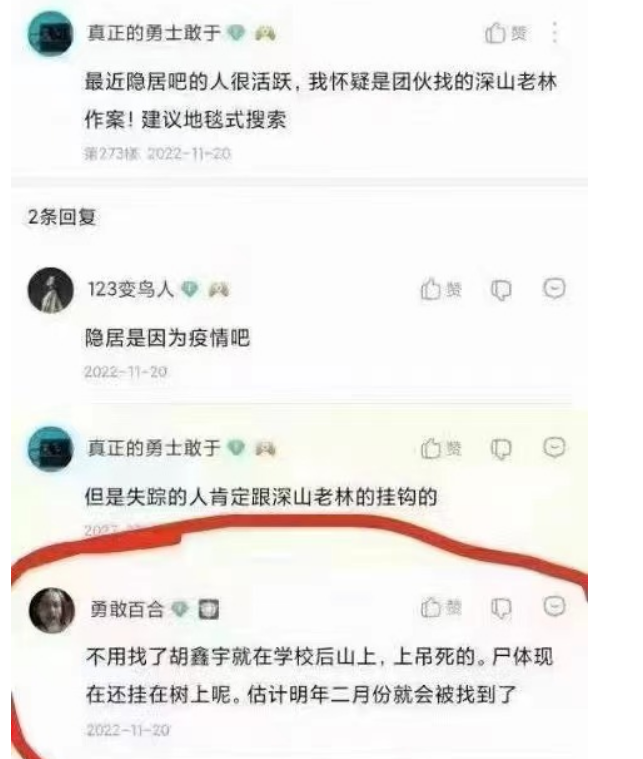 真正的勇士敢于
赞
最近隐居吧的人很活跃，我怀疑是团伙找的深山老林
作案！建议地毯式搜索
第273楼 2022-11-20
2条回复
123变鸟人
赞
隐居是因为疫情吧
2022-11-20
真正的勇士敢于
赞
但是失踪的人肯定跟深山老林的挂钩的
勇敢百合
赞
不用找了胡鑫宇就在学校后山上，上吊死的。尸体现
在还挂在树上呢。估计明年二月份就会被找到了
2022-11-20